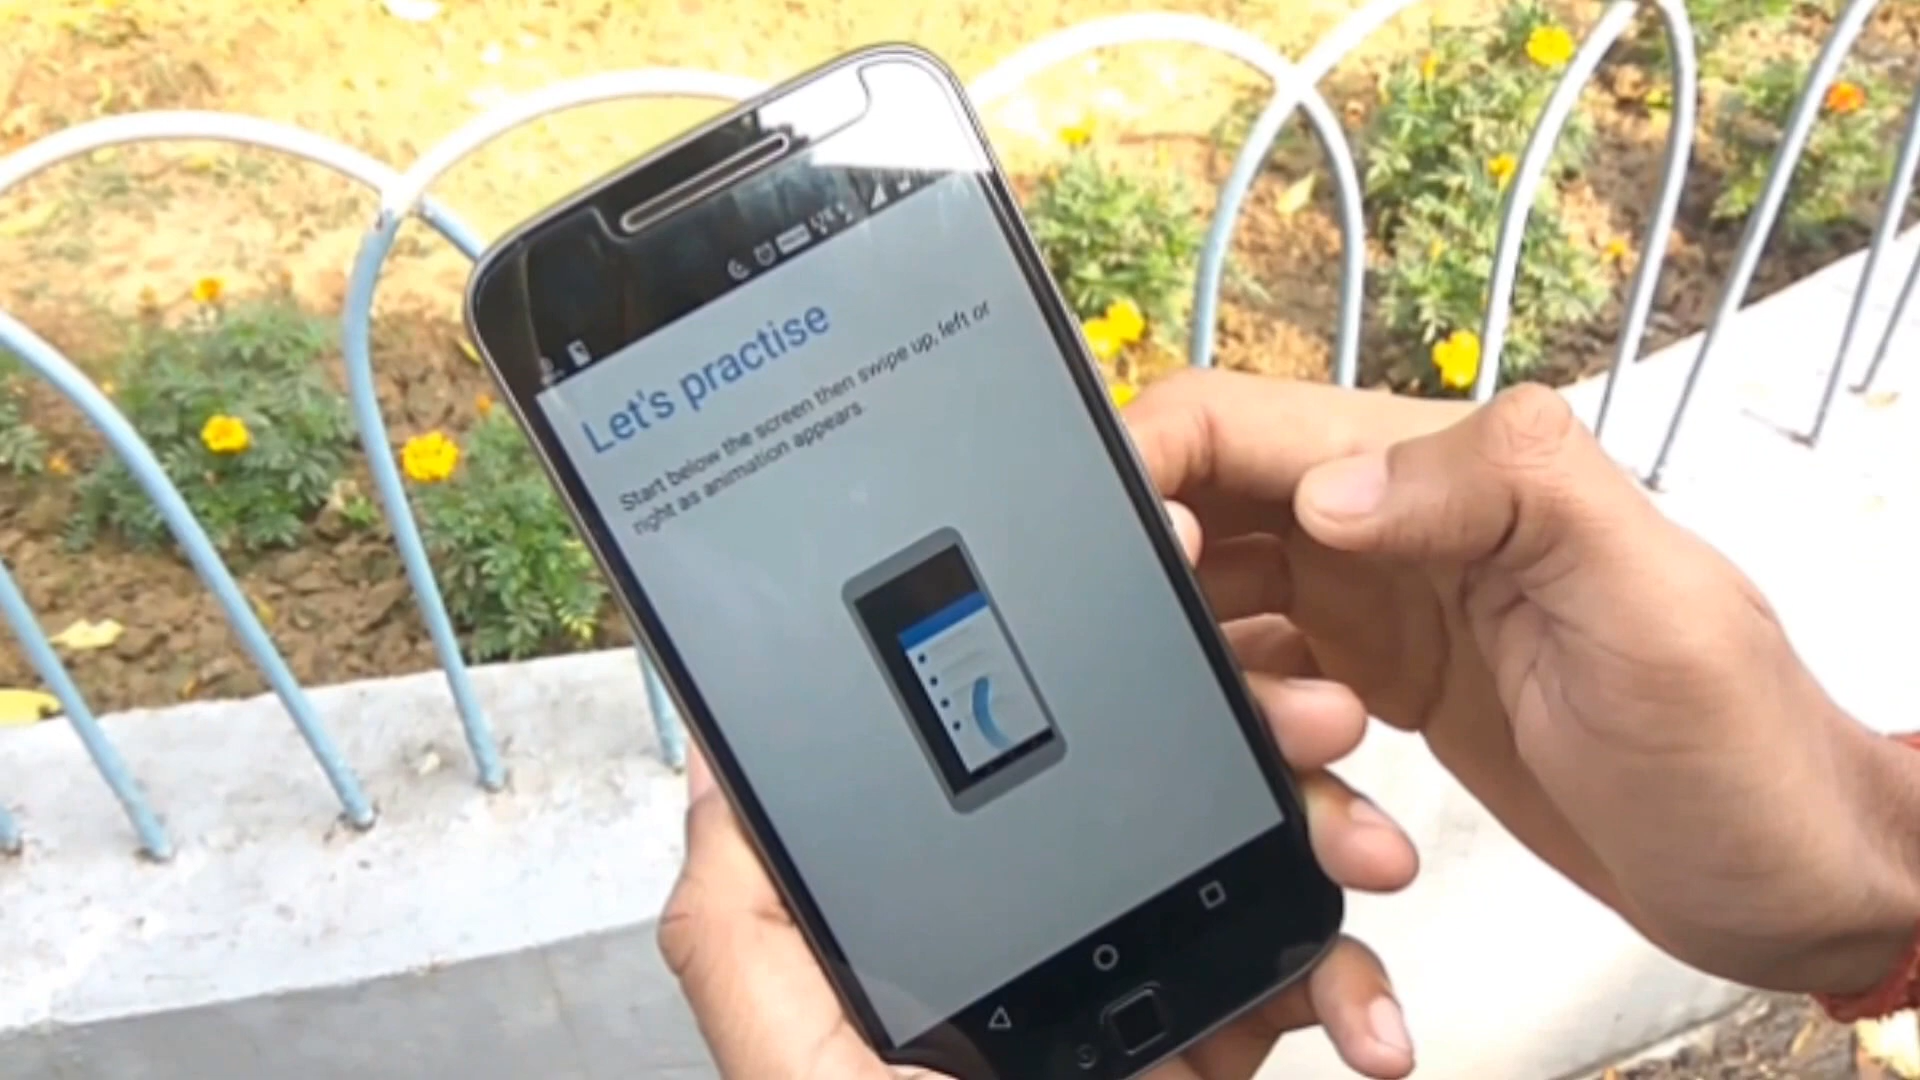 Let's practise
Start below the screen then swipe up, left or
right as animation appears.